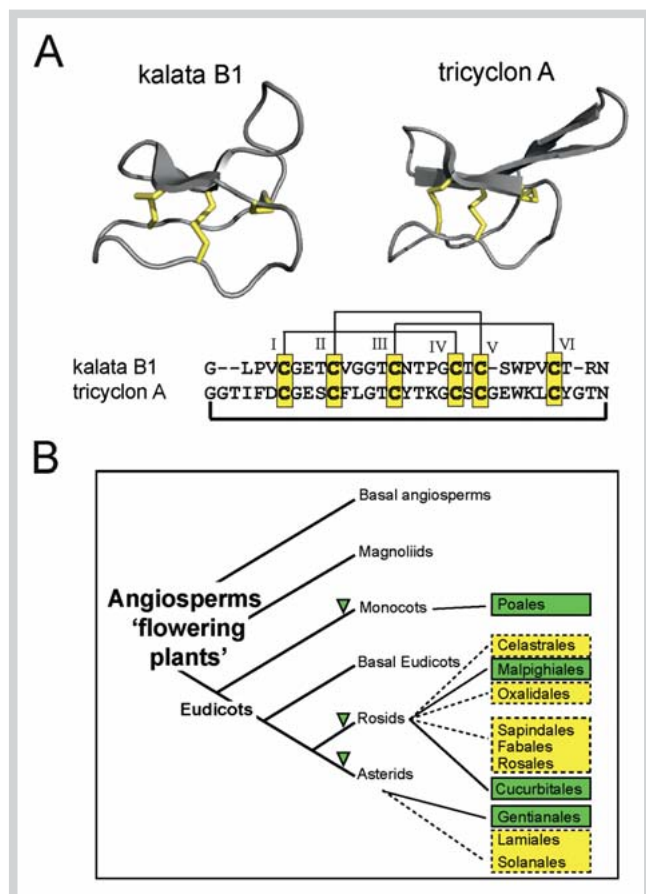 A
kalata B1
tricyclon A
I II III IV V VI
kalata B1 G--LPVCGETCVGGTCNTPGCTC-SWPVCT-RN
tricyclon A GGTIFDCGESCFLGTCYTKGCSCGEWKLCYGTN
B
Basal angiosperms
Magnoliids
Angiosperms
'flowering
plants'
Monocots
Poales
Eudicots
Basal Eudicots
Rosids
Asterids
Celastrales
Malpighiales
Oxalidales
Sapindales
Fabales
Rosales
Cucurbitales
Gentianales
Lamiales
Solanales